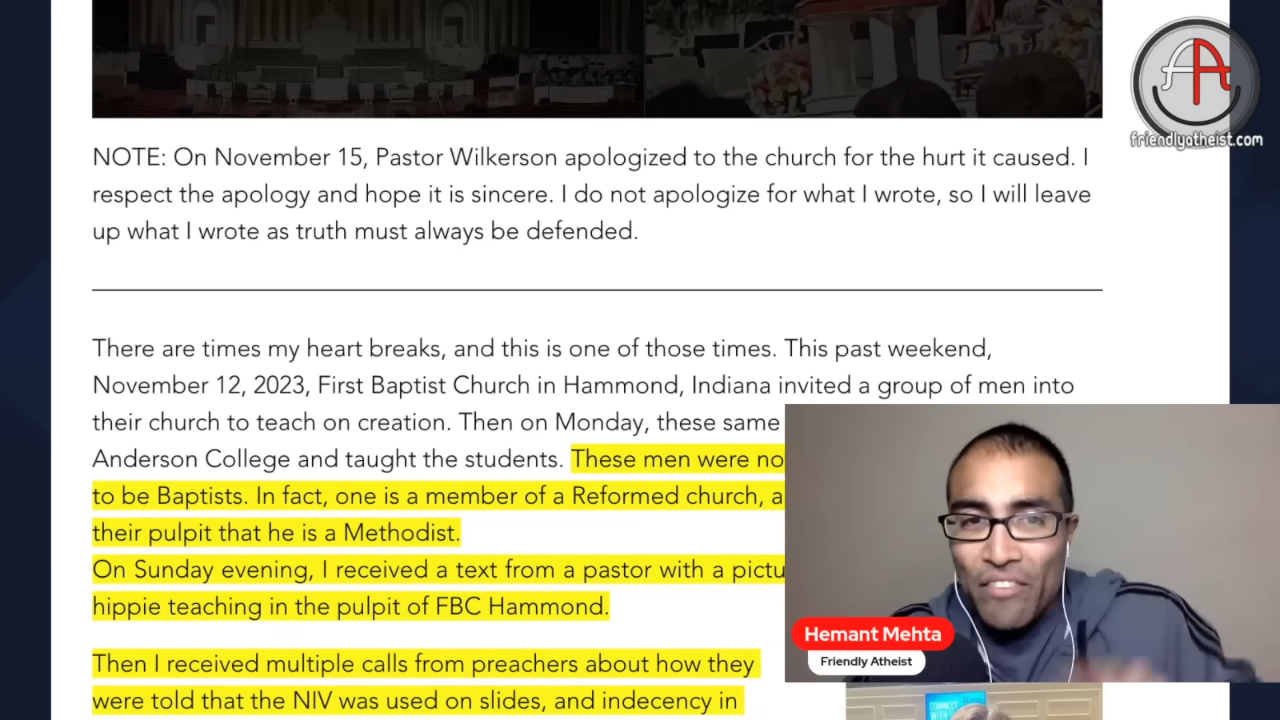 friendlyatheist.com
NOTE: On November 15, Pastor Wilkerson apologized to the church for the hurt it caused. I
respect the apology and hope it is sincere. I do not apologize for what I wrote, so I will leave
up what I wrote as truth must always be defended.
There are times my heart breaks, and this is one of those times. This past weekend,
November 12, 2023, First Baptist Church in Hammond, Indiana invited a group of men into
their church to teach on creation. Then on Monday, these same
Anderson College and taught the students. These men were no
to be Baptists. In fact, one is a member of a Reformed church, a
their pulpit that he is a Methodist.
On Sunday evening, I received a text from a pastor with a pictu
hippie teaching in the pulpit of FBC Hammond.
Then I received multiple calls from preachers about how they
were told that the NIV was used on slides, and indecency in
Hemant Mehta
Friendly Atheist
CONNECT